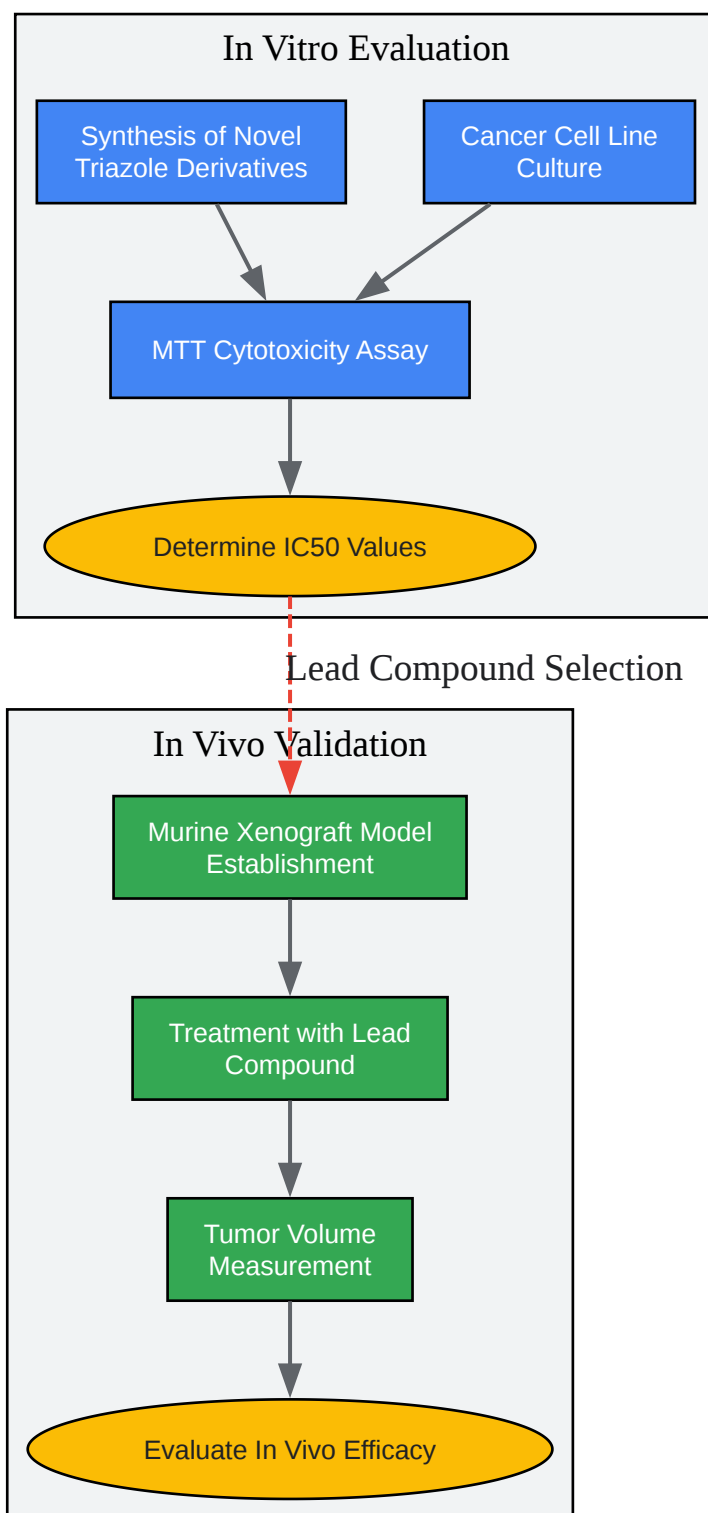 In Vitro Evaluation
Synthesis of Novel
Triazole Derivatives
Cancer Cell Line
Culture
MTT Cytotoxicity Assay
Determine IC50 Values
Lead Compound Selection
In Vivo Validation
Murine Xenograft Model
Establishment
Treatment with Lead
Compound
Tumor Volume
Measurement
Evaluate In Vivo Efficacy